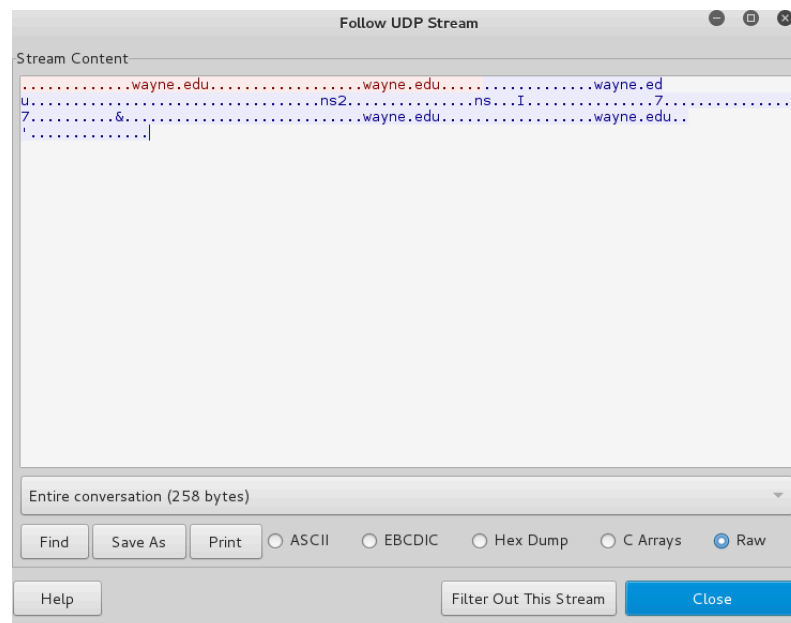 Follow UDP Stream
Stream Content
.............wayne.edu..................wayne.edu..................wayne.ed
u...................................ns2...............ns...I...............7...............
7..........&.............................wayne.edu..................wayne.edu..
'..............
Entire conversation (258 bytes)
Find Save As Print ASCII EBCDIC Hex Dump C Arrays Raw
Help Filter Out This Stream Close